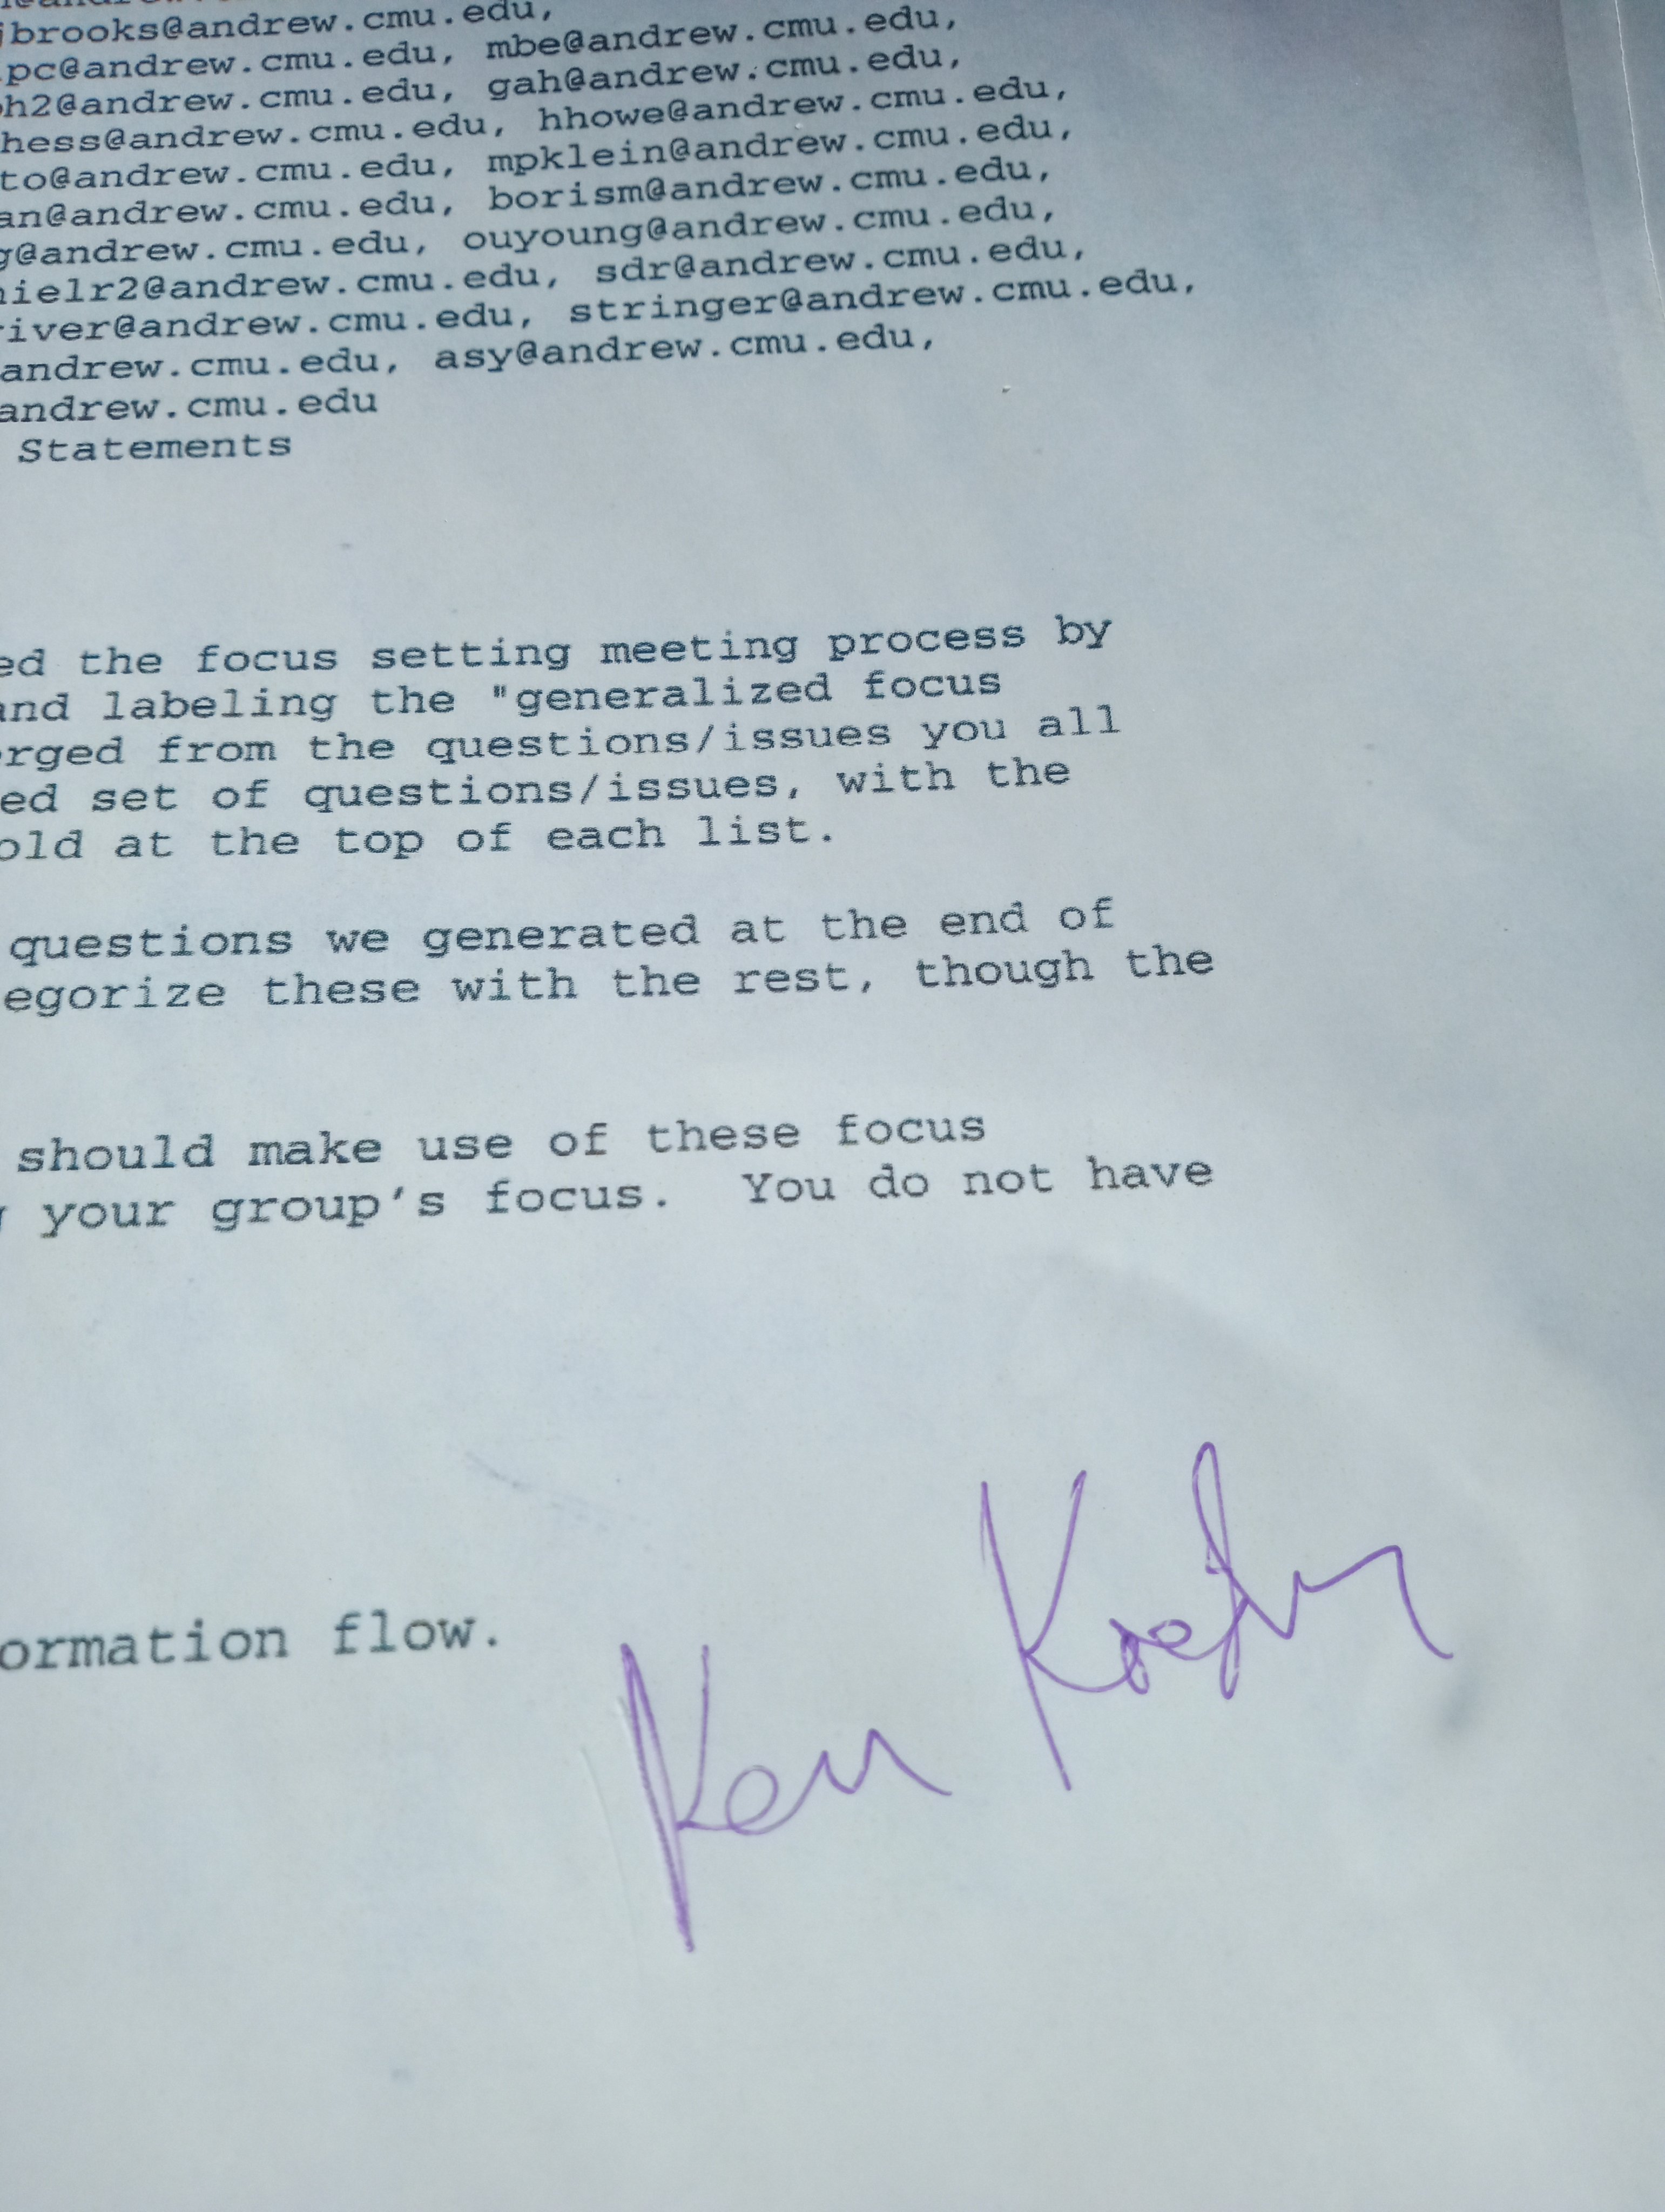 jbrooks@andrew.cmu.edu,
pc@andrew.cmu.edu, mbe@andrew.cmu.edu,
h2@andrew.cmu.edu, gah@andrew.cmu.edu,
hess@andrew.cmu.edu, hhowe@andrew.cmu.edu,
to@andrew.cmu.edu, mpklein@andrew.cmu.edu,
an@andrew.cmu.edu, borism@andrew.cmu.edu,
g@andrew.cmu.edu, ouyoung@andrew.cmu.edu,
ielr2@andrew.cmu.edu, sdr@andrew.cmu.edu,
iver@andrew.cmu.edu, stringer@andrew.cmu.edu,
andrew.cmu.edu, asy@andrew.cmu.edu,
andrew.cmu.edu
Statements
ed the focus setting meeting process by
and labeling the "generalized focus
rged from the questions/issues you all
ed set of questions/issues, with the
old at the top of each list.
questions we generated at the end of
egorize these with the rest, though the
should make use of these focus
your group's focus. You do not have
ormation flow.
Ken